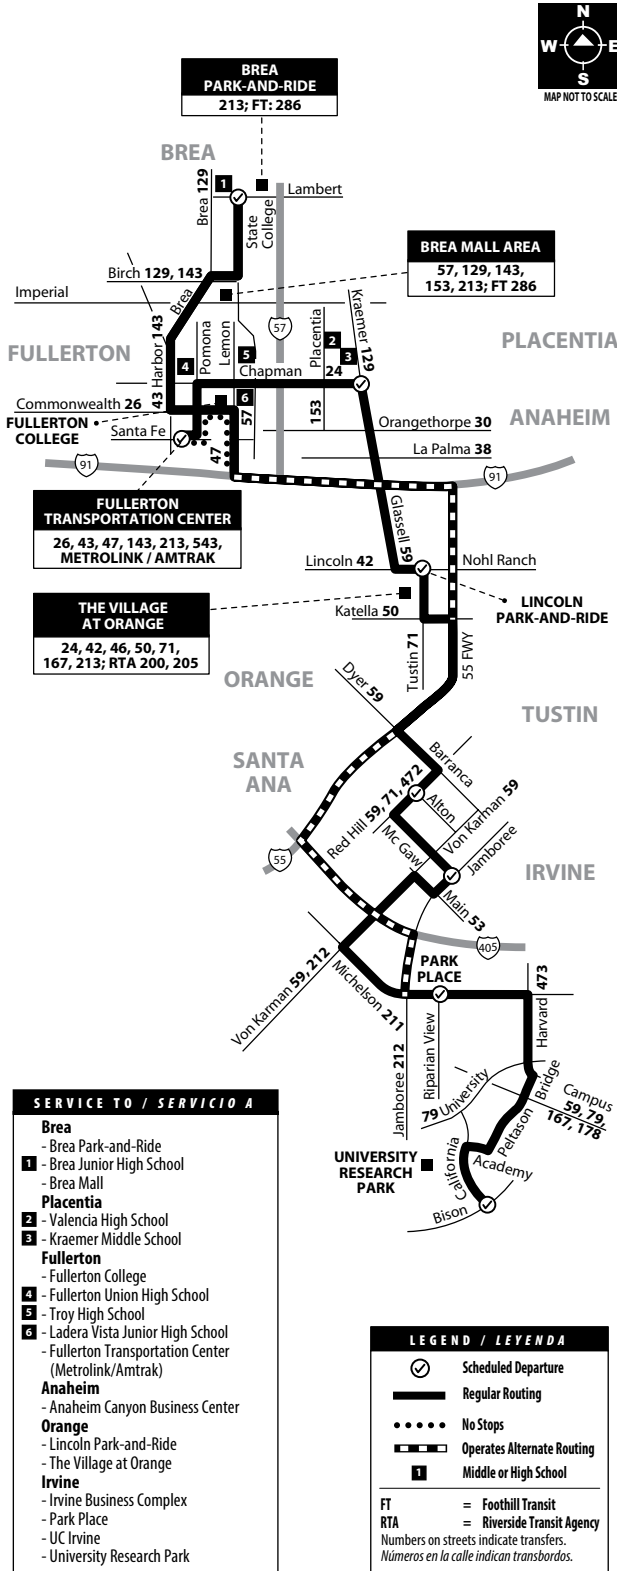 N
W E
S
MAP NOT TO SCALE
BREA
PARK-AND-RIDE
213; FT: 286
BREA
Brea 129
1
State
College
Lambert
Birch 129, 143
BREA MALL AREA
57, 129, 143,
153, 213; FT 286
Imperial
Brea
57
Kraemer 129
PLACENTIA
FULLERTON
43 Harbor 143
4
Pomona
Lemon
5
Placentia
2
3
Chapman 24
Commonwealth 26
6
57
153
Orangethorpe 30
ANAHEIM
FULLERTON
COLLEGE
Santa Fe
47
La Palma 38
91
91
FULLERTON
TRANSPORTATION CENTER
26, 43, 47, 143, 213, 543,
METROLINK / AMTRAK
Glassell 59
Lincoln 42
Nohl Ranch
THE VILLAGE
AT ORANGE
24, 42, 46, 50, 71,
167, 213; RTA 200, 205
LINCOLN
PARK-AND-RIDE
Katella 50
Tustin 71
55 FWY
ORANGE
Dyer 59
TUSTIN
SANTA
ANA
Barranca
Red Hill 59, 71, 472
Alton
Von Karman 59
Mc Gaw
Jamboree
55
IRVINE
Main 53
405
PARK
PLACE
Von Karman 59, 212
Michelson 211
Harvard 473
Jamboree 212
Riparian View
79 University
Bridge
Campus
59, 79,
167, 178
Peltason
UNIVERSITY
RESEARCH
PARK
California
Academy
Bison
SERVICE TO / SERVICIO A
Brea
- Brea Park-and-Ride
1 - Brea Junior High School
- Brea Mall
Placentia
2 - Valencia High School
3 - Kraemer Middle School
Fullerton
- Fullerton College
4 - Fullerton Union High School
5 - Troy High School
6 - Ladera Vista Junior High School
- Fullerton Transportation Center
(Metrolink/Amtrak)
Anaheim
- Anaheim Canyon Business Center
Orange
- Lincoln Park-and-Ride
- The Village at Orange
Irvine
- Irvine Business Complex
- Park Place
- UC Irvine
- University Research Park
LEGEND / LEYENDA
Scheduled Departure
Regular Routing
No Stops
Operates Alternate Routing
1 Middle or High School
FT = Foothill Transit
RTA = Riverside Transit Agency
Numbers on streets indicate transfers.
Números en la calle indican transbordos.